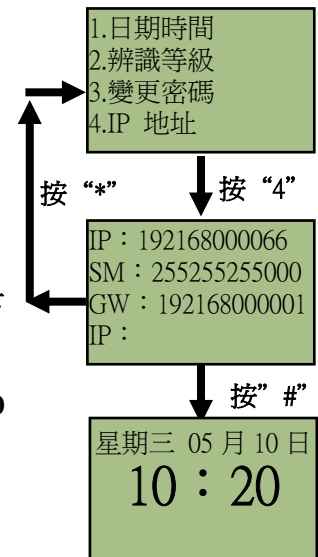 1.日期時間
2.辨識等級
3.變更密碼
4.IP 地址
按 “*”
按 “4”
IP：192168000066
SM：255255255000
GW：192168000001
IP：
按” #”
星期三 05 月 10 日
10：20